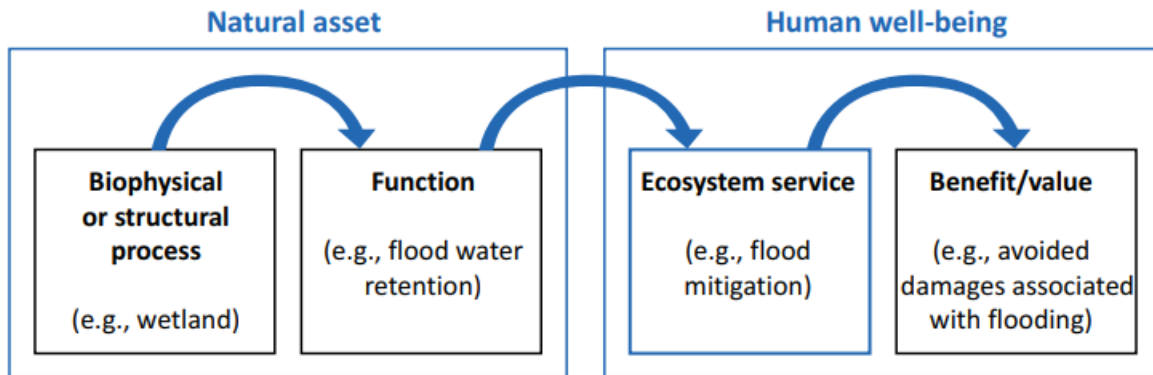 Natural asset
Human well-being
Biophysical
or structural
process
(e.g., wetland)
Function
(e.g., flood water
retention)
Ecosystem service
(e.g., flood
mitigation)
Benefit/value
(e.g., avoided
damages associated
with flooding)